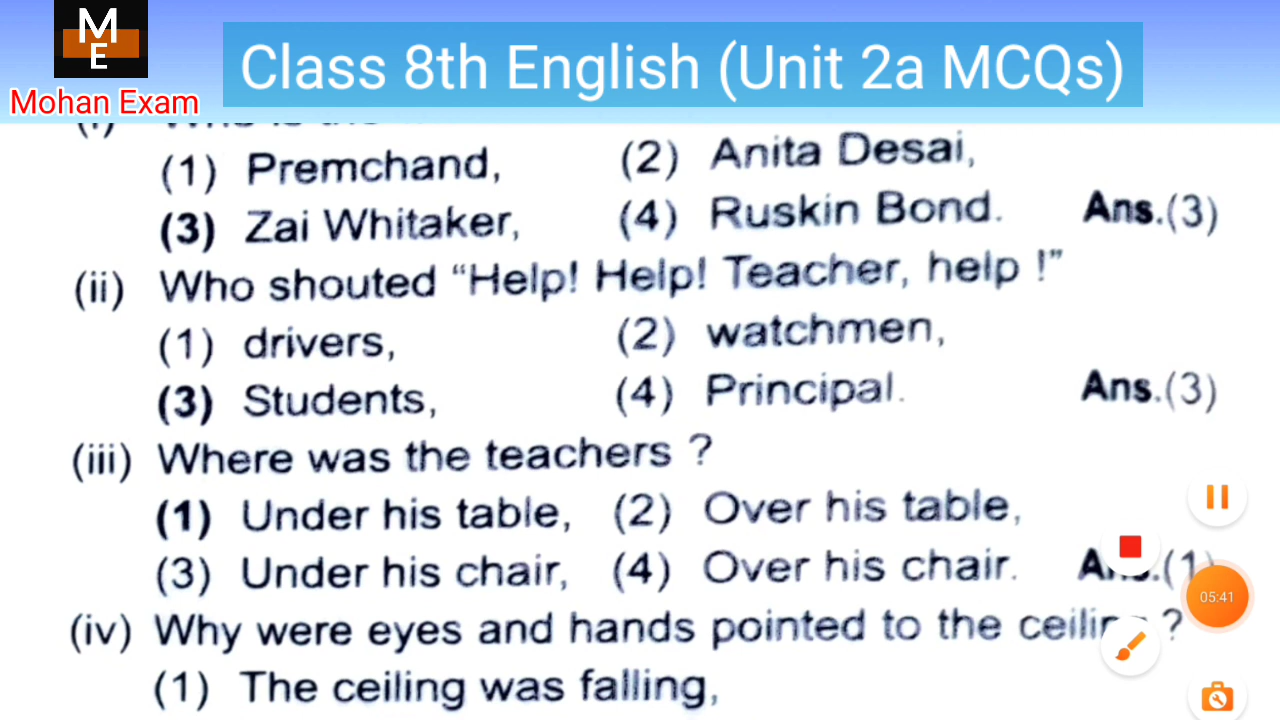 M
E
Mohan Exam
Class 8th English (Unit 2a MCQs)
(1) Premchand, (2) Anita Desai,
(3) Zai Whitaker, (4) Ruskin Bond. Ans.(3)
(ii) Who shouted “Help! Help! Teacher, help !”
(1) drivers, (2) watchmen,
(3) Students, (4) Principal. Ans.(3)
(iii) Where was the teachers ?
(1) Under his table, (2) Over his table,
(3) Under his chair, (4) Over his chair. (1)
(iv) Why were eyes and hands pointed to the ?
(1) The ceiling was falling,
05:41